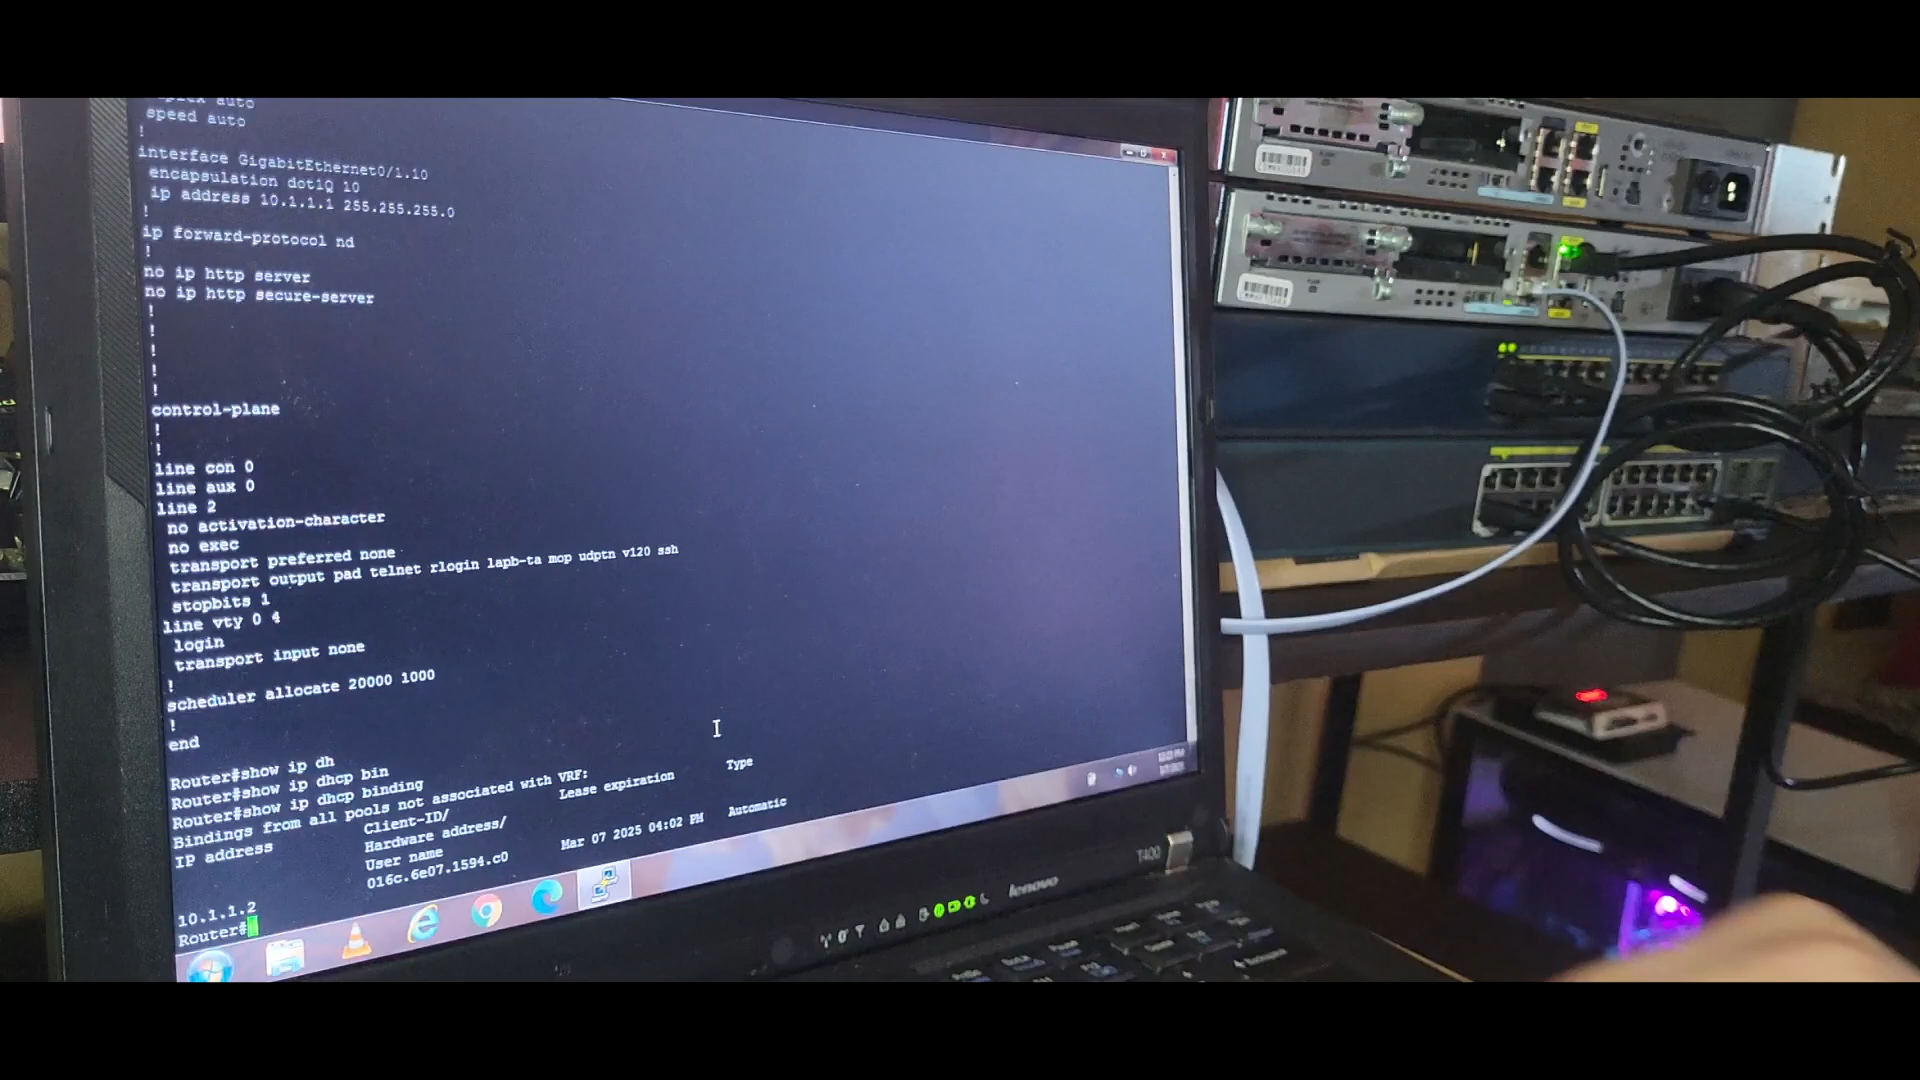 auto
speed auto
!
interface GigabitEthernet0/1.10
encapsulation dot1Q 10
ip address 10.1.1.1 255.255.255.0
!
ip forward-protocol nd
!
no ip http server
no ip http secure-server
!
!
!
!
!
control-plane
!
!
line con 0
line aux 0
line 2
no activation-character
no exec
transport preferred none
transport output pad telnet rlogin lapb-ta mop udptn v120 ssh
stopbits 1
line vty 0 4
login
transport input none
!
scheduler allocate 20000 1000
!
end
Router#show ip dh
Router#show ip dhcp bin
Router#show ip dhcp binding
Bindings from all pools not associated with VRF:
IP address Client-ID/ Lease expiration Type
Hardware address/
User name
016c.6e07.1594.c0 Mar 07 2025 04:02 PM Automatic
10.1.1.2
Router#
T400
lenovo